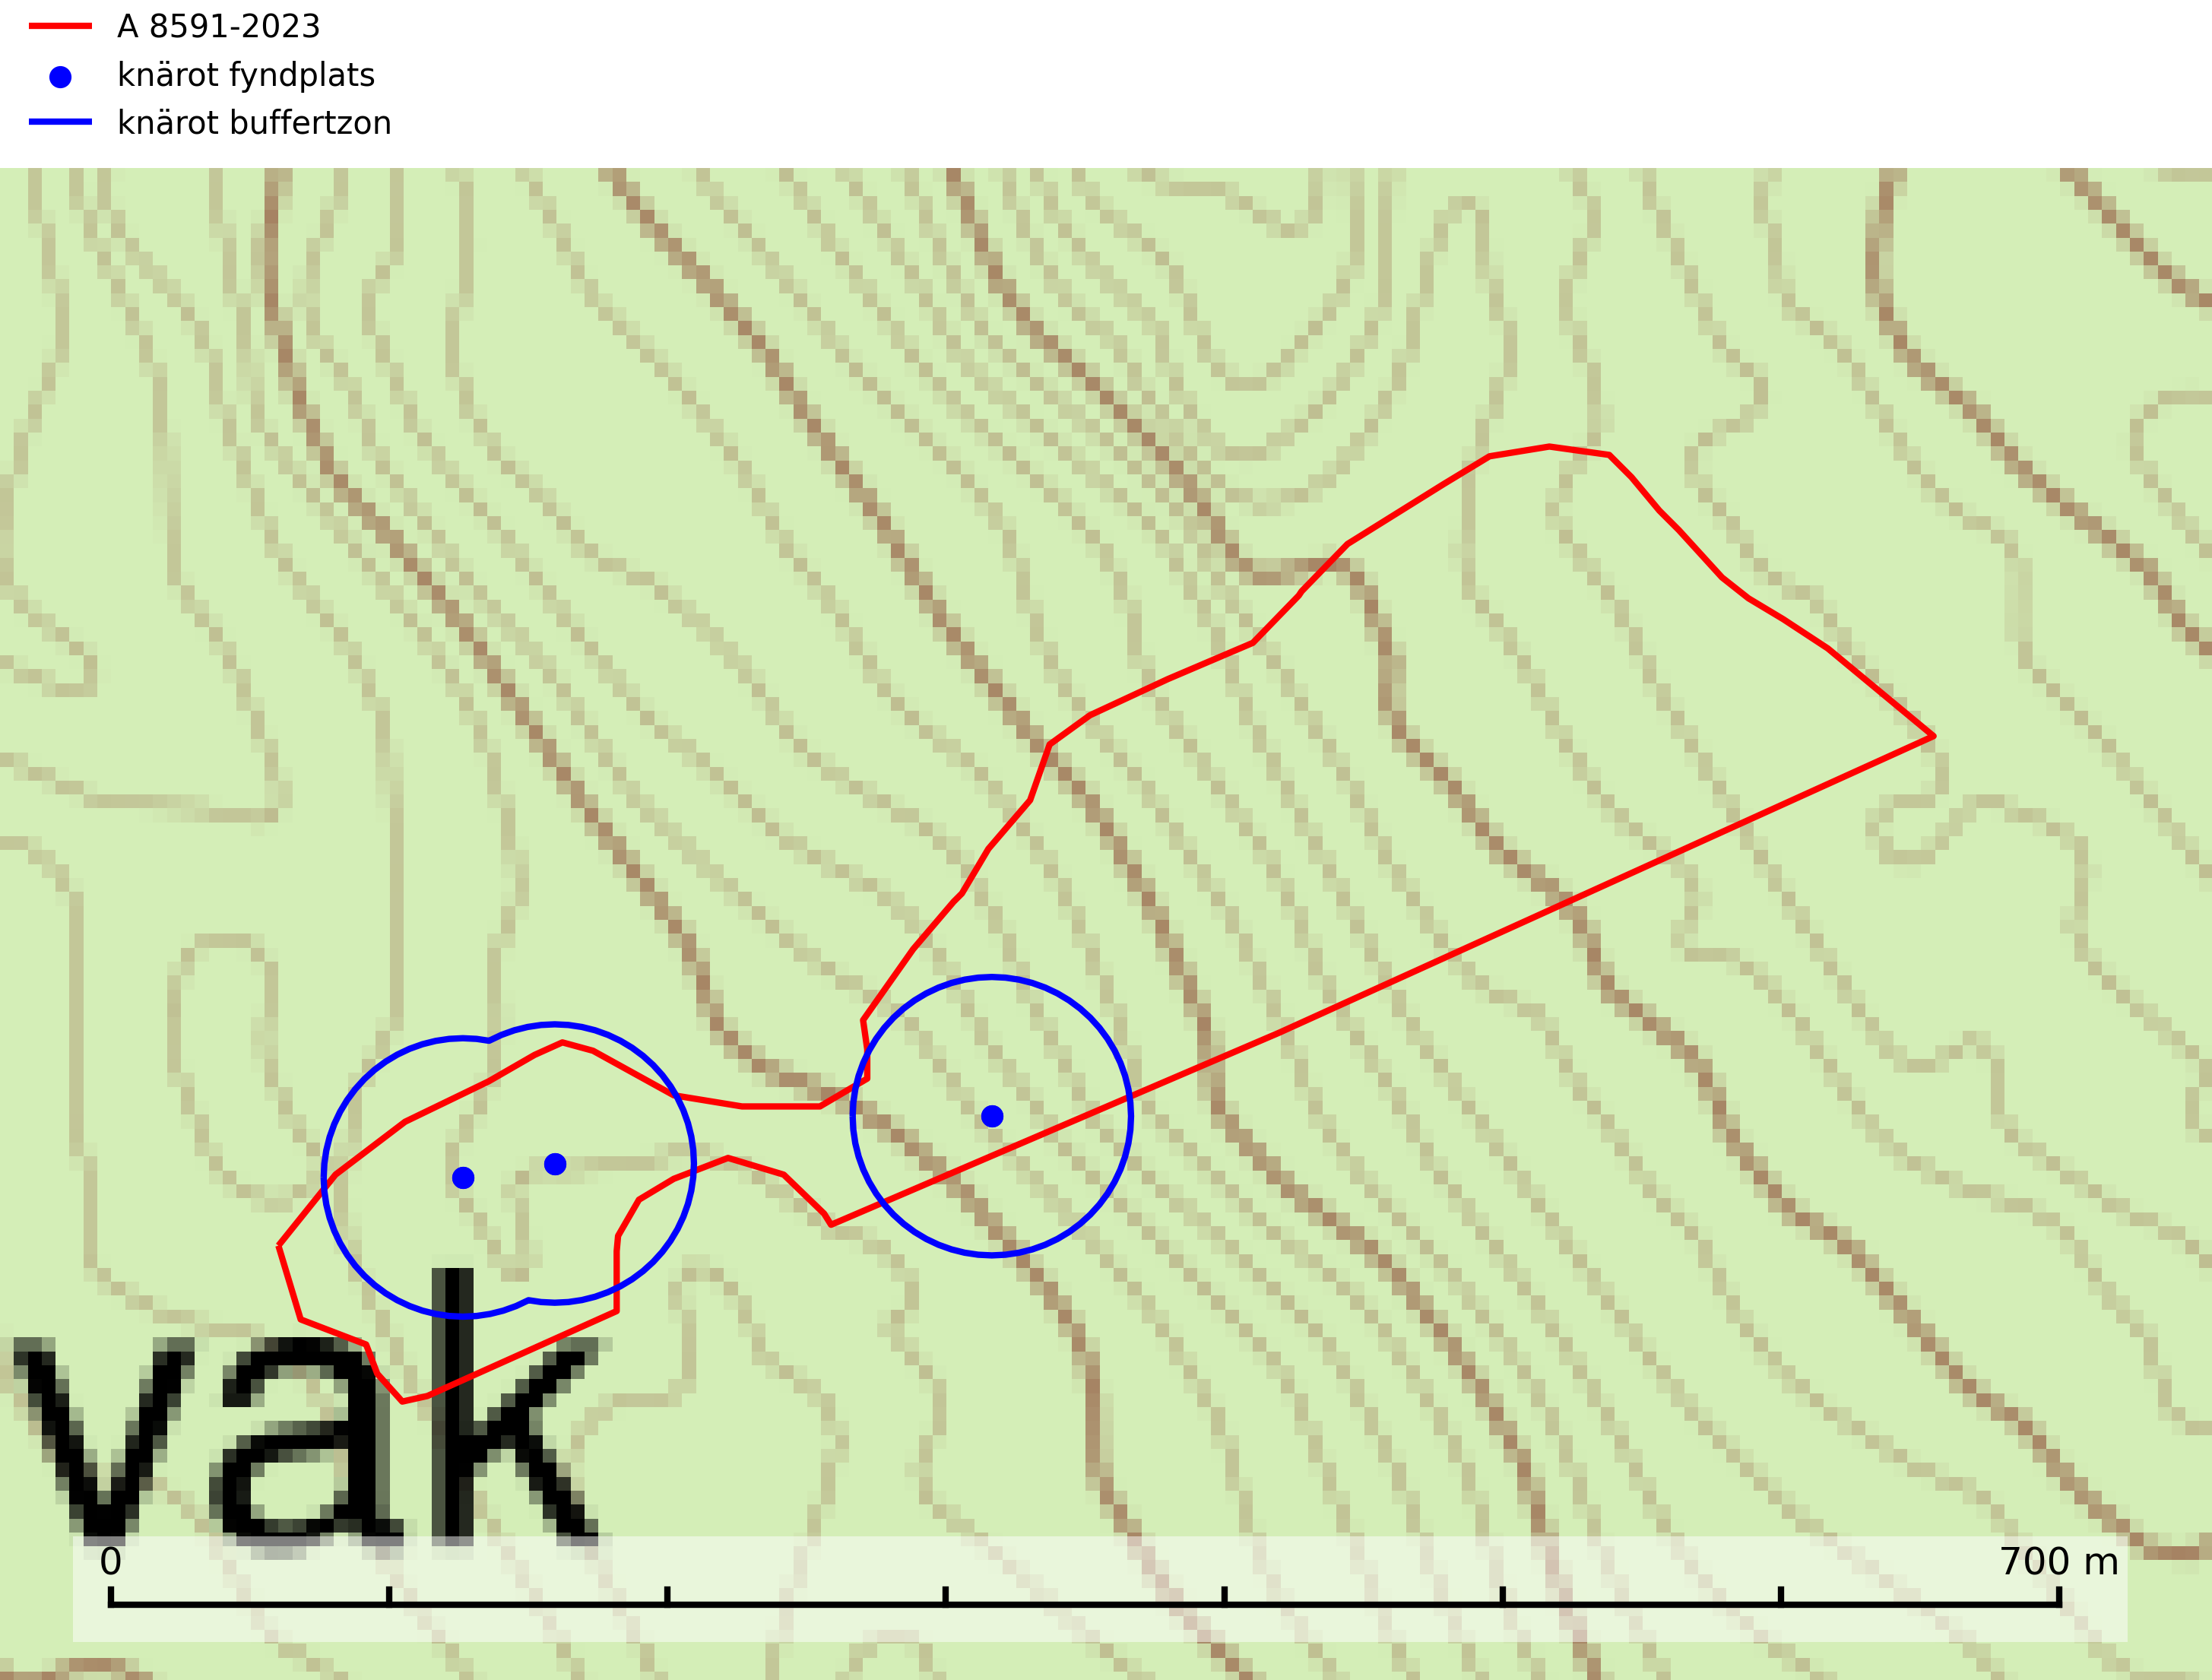 A 8591-2023
knärot fyndplats
knärot buffertzon
vak
0 700 m